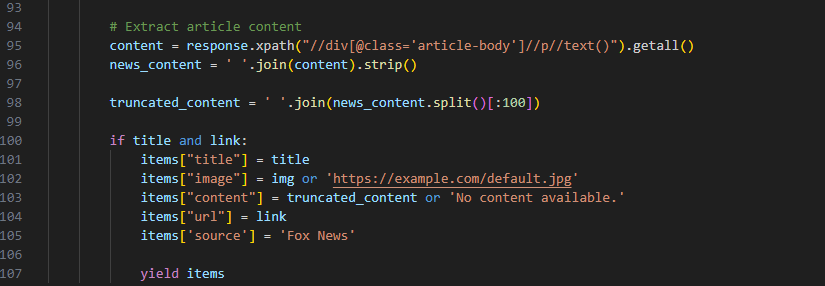 93
94 # Extract article content
95 content = response.xpath("//div[@class='article-body']//p//text()").getall()
96 news_content = ' '.join(content).strip()
97
98 truncated_content = ' '.join(news_content.split()[:100])
99
100 if title and link:
101 items["title"] = title
102 items["image"] = img or 'https://example.com/default.jpg'
103 items["content"] = truncated_content or 'No content available.'
104 items["url"] = link
105 items['source'] = 'Fox News'
106
107 yield items